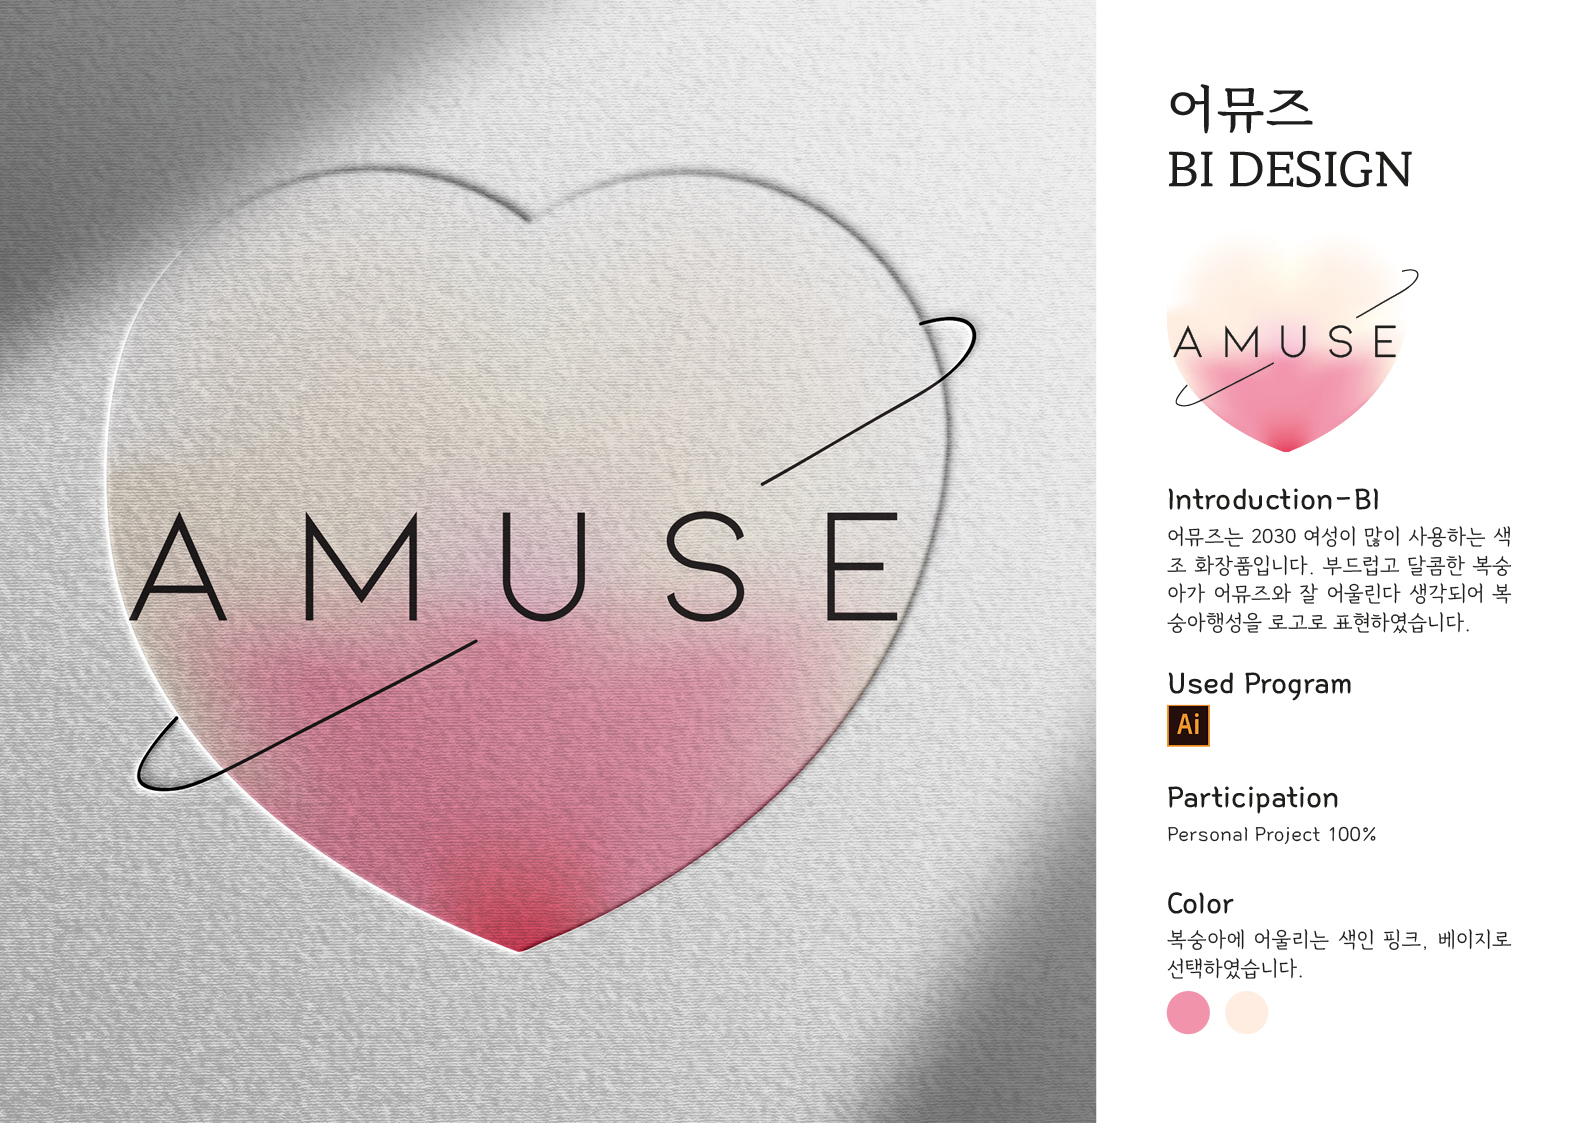 AMUSE
어뮤즈
BI DESIGN
AMUSE
Introduction-BI
어뮤즈는 2030 여성이 많이 사용하는 색
조 화장품입니다. 부드럽고 달콤한 복숭
아가 어뮤즈와 잘 어울린다 생각되어 복
숭아행성을 로고로 표현하였습니다.
Used Program
Ai
Participation
Personal Project 100%
Color
복숭아에 어울리는 색인 핑크, 베이지로
선택하였습니다.